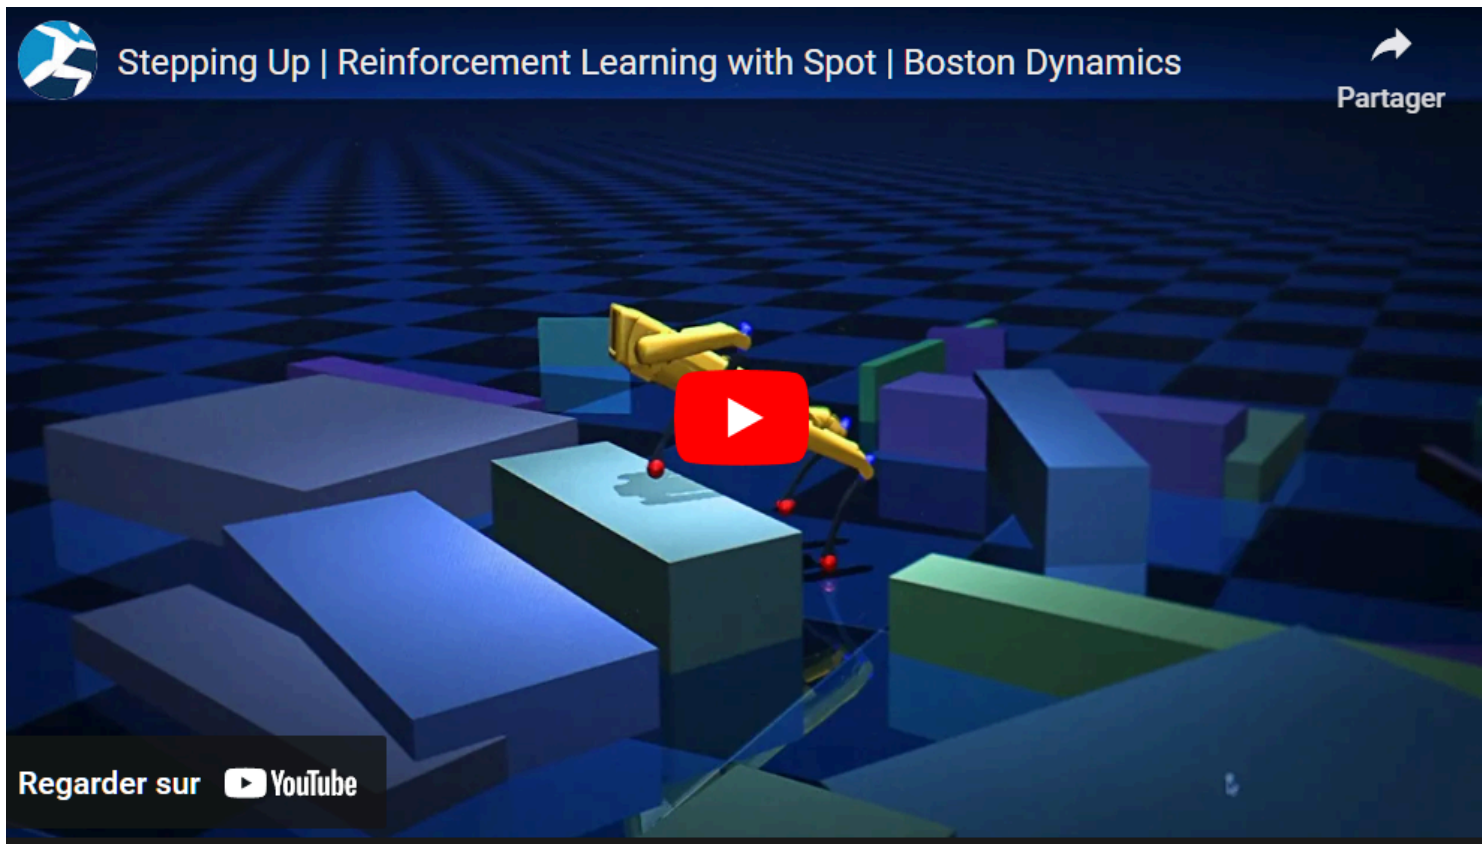 Stepping Up | Reinforcement Learning with Spot | Boston Dynamics
Partager
Regarder sur YouTube